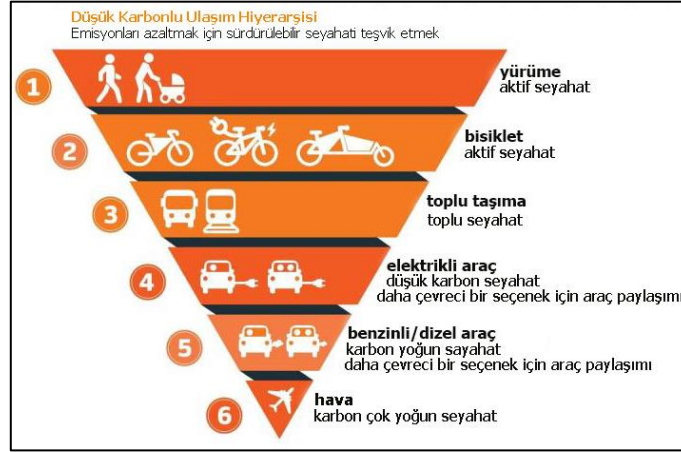 Düşük Karbonlu Ulaşım Hiyerarşisi
Emisyonları azaltmak için sürdürülebilir seyahati teşvik etmek
1
yürüme
aktif seyahat
2
bisiklet
aktif seyahat
3
toplu taşıma
toplu seyahat
4
elektrikli araç
düşük karbon seyahat
daha çevreci bir seçenek için araç paylaşımı
5
benzinli/dizel araç
karbon yoğun sayahat
daha çevreci bir seçenek için araç paylaşımı
6
hava
karbon çok yoğun seyahat